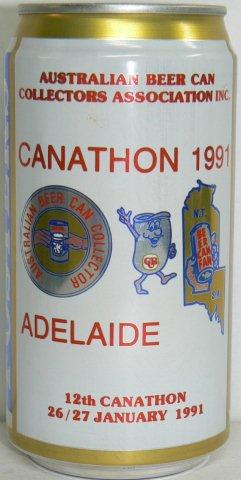 AUSTRALIAN BEER CAN
COLLECTORS ASSOCIATION INC.
CANATHON 1991
AUSTRALIAN BEER CAN COLLECTOR
N.T.
BEER
CAN
FAN
S.A.
ADELAIDE
12th CANATHON
26/27 JANUARY 1991